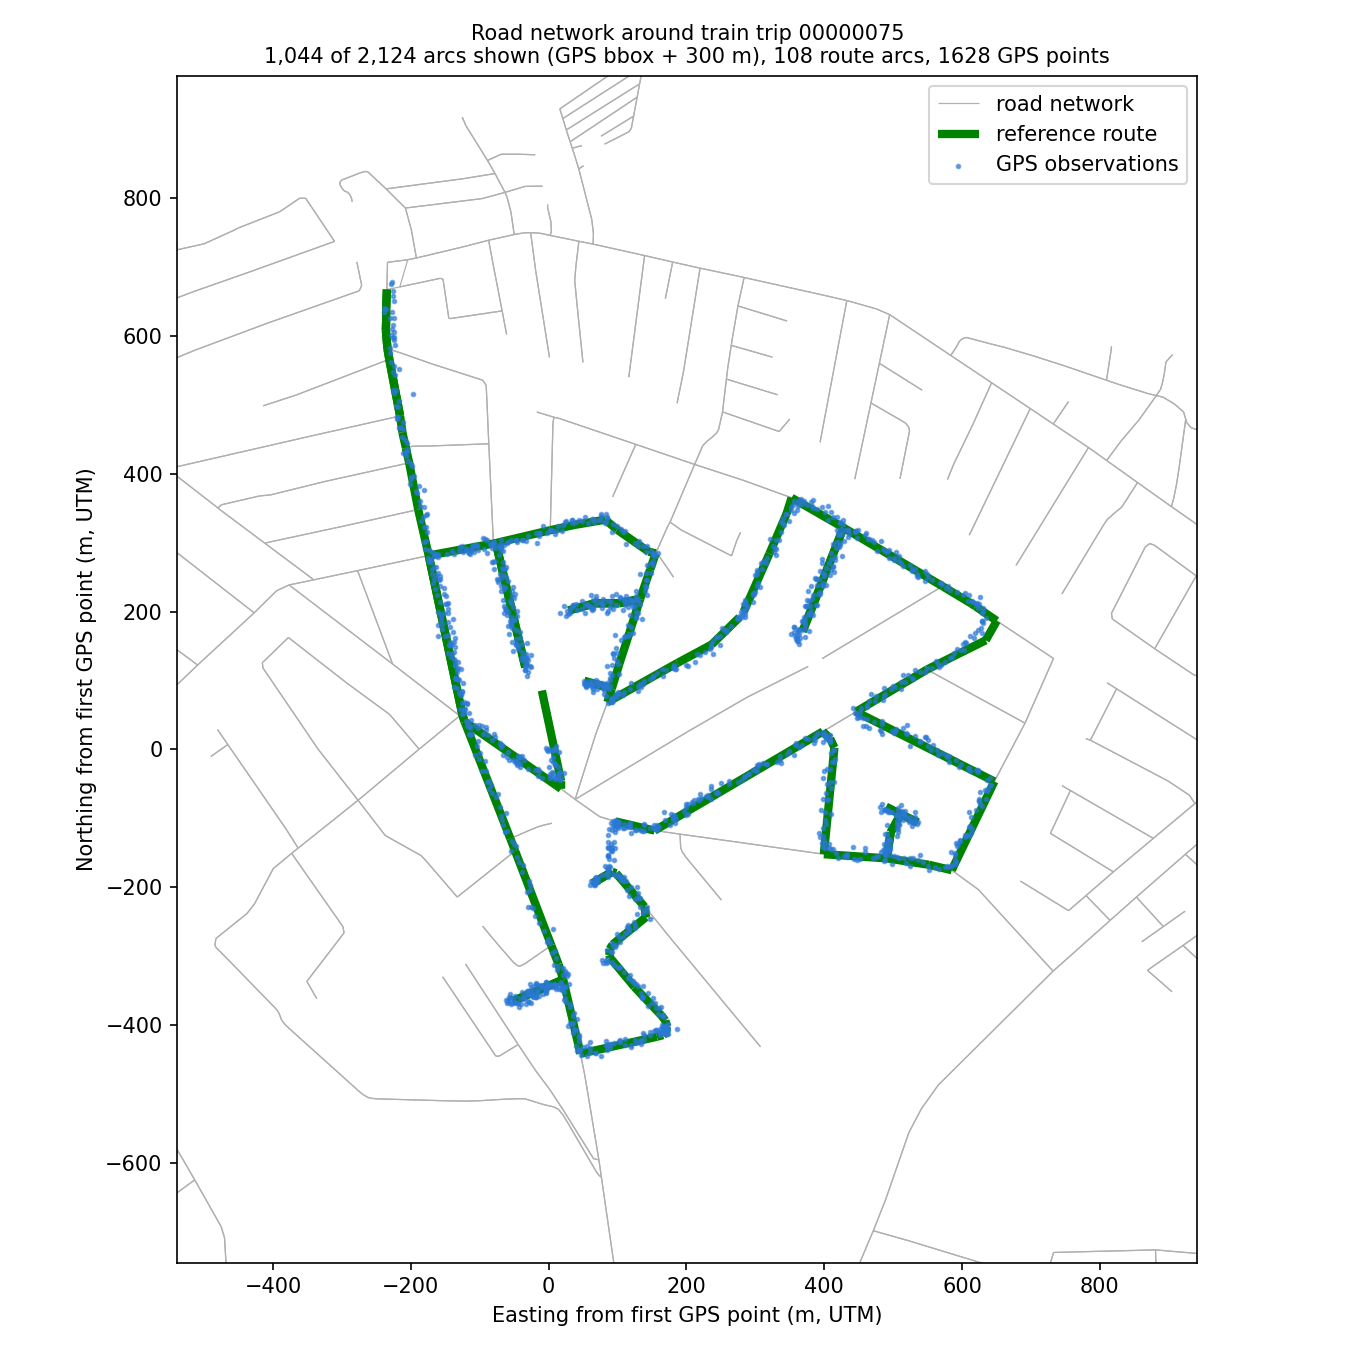 Road network around train trip 00000075
1,044 of 2,124 arcs shown (GPS bbox + 300 m), 108 route arcs, 1628 GPS points
road network
reference route
GPS observations
800
600
400
200
0
−200
−400
−600
Northing from first GPS point (m, UTM)
−400 −200 0 200 400 600 800
Easting from first GPS point (m, UTM)